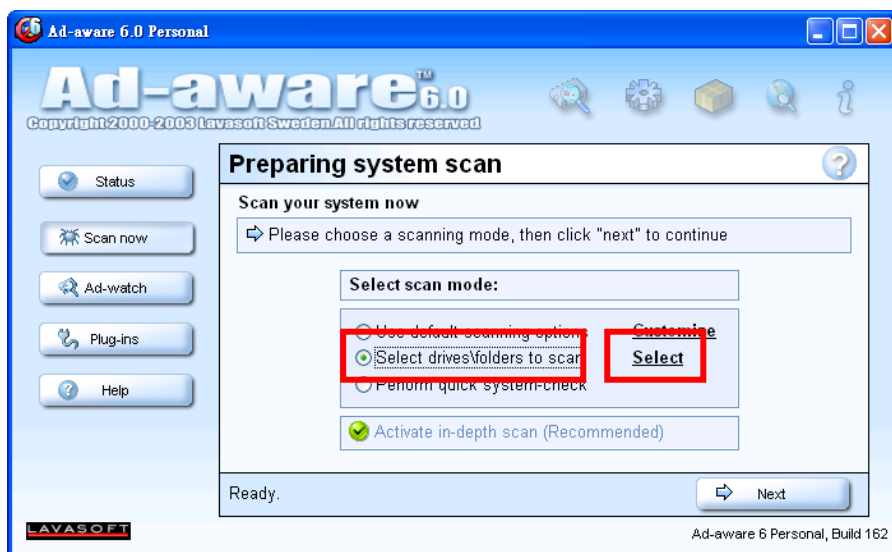 Ad-aware 6.0 Personal
Ad-aware™ 6.0
Copyright 2000-2003 Lavasoft Sweden. All rights reserved
Status
Scan now
Ad-watch
Plug-ins
Help
Preparing system scan
Scan your system now
Please choose a scanning mode, then click "next" to continue
Select scan mode:
Use default scanning options Customize
Select drives\folders to scan Select
Perform quick system-check
Activate in-depth scan (Recommended)
Ready.
Next
LAVASOFT
Ad-aware 6 Personal, Build 162